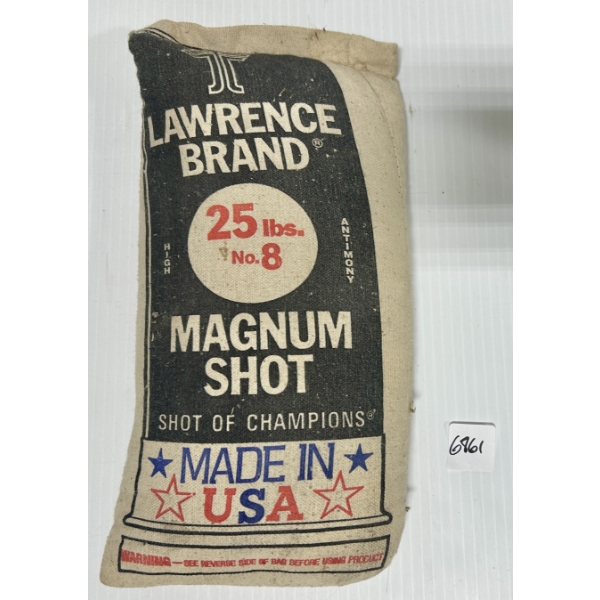 LAWRENCE
BRAND®
25 lbs.
No. 8
HIGH
ANTIMONY
MAGNUM
SHOT
SHOT OF CHAMPIONS®
MADE IN
USA
WARNING—SEE REVERSE SIDE OF BAG BEFORE USING PRODUCT
6861